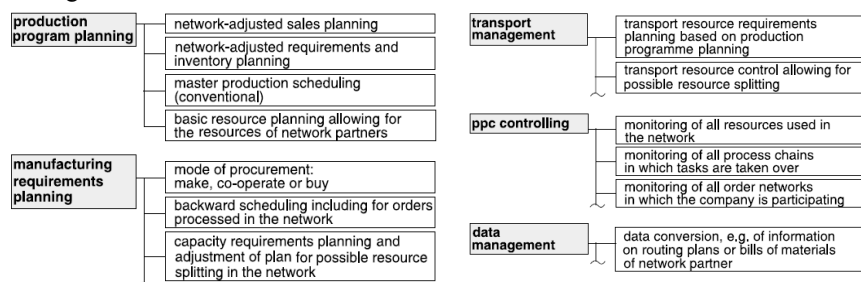 production
program planning
network-adjusted sales planning
network-adjusted requirements and
inventory planning
master production scheduling
(conventional)
basic resource planning allowing for
the resources of network partners
manufacturing
requirements
planning
mode of procurement:
make, co-operate or buy
backward scheduling including for orders
processed in the network
capacity requirements planning and
adjustment of plan for possible resource
splitting in the network
transport
management
transport resource requirements
planning based on production
programme planning
transport resource control allowing for
possible resource splitting
ppc controlling
monitoring of all resources used in
the network
monitoring of all process chains
in which tasks are taken over
monitoring of all order networks
in which the company is participating
data
management
data conversion, e.g. of information
on routing plans or bills of materials
of network partner